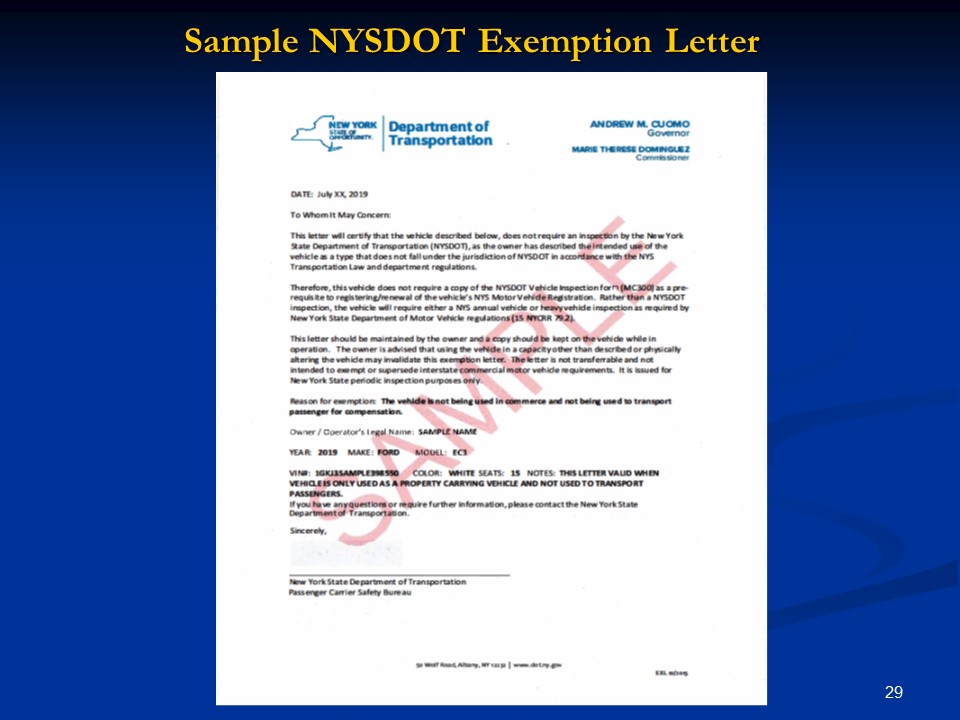 Sample NYSDOT Exemption Letter
NEW YORK
STATE OF
OPPORTUNITY.
Department of
Transportation
ANDREW M. CUOMO
Governor
MARIE THERESE DOMINGUEZ
Commissioner
DATE: July XX, 2019
To Whom It May Concern:
This letter will certify that the vehicle described below, does not require an inspection by the New York
State Department of Transportation (NYSDOT), as the owner has described the intended use of the
vehicle as a type that does not fall under the jurisdiction of NYSDOT in accordance with the NYS
Transportation Law and department regulations.
Therefore, this vehicle does not require a copy of the NYSDOT Vehicle Inspection form (MC300) as a pre-
requisite to registering/renewal of the vehicle's NYS Motor Vehicle Registration. Rather than a NYSDOT
inspection, the vehicle will require either a NYS annual vehicle or heavy vehicle inspection as required by
New York State Department of Motor Vehicle regulations (15 NYCRR 79.2).
This letter should be maintained by the owner and a copy should be kept on the vehicle while in
operation. The owner is advised that using the vehicle in a capacity other than described or physically
altering the vehicle may invalidate this exemption letter. The letter is not transferrable and not
intended to exempt or supersede interstate commercial motor vehicle requirements. It is issued for
New York State periodic inspection purposes only.
Reason for exemption: The vehicle is not being used in commerce and not being used to transport
passenger for compensation.
Owner / Operator's Legal Name: SAMPLE NAME
YEAR: 2019 MAKE: FORD MODEL: EC3
VIN#: 1GKJ3SAMPLE398550 COLOR: WHITE SEATS: 15 NOTES: THIS LETTER VALID WHEN
VEHICLE IS ONLY USED AS A PROPERTY CARRYING VEHICLE AND NOT USED TO TRANSPORT
PASSENGERS.
If you have any questions or require further information, please contact the New York State
Department of Transportation.
Sincerely,
New York State Department of Transportation
Passenger Carrier Safety Bureau
50 Wolf Road, Albany, NY 12232 | www.dot.ny.gov
SAMPLE
29